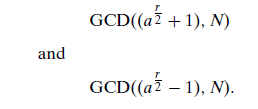 GCD((a^{r/2} + 1), N)
and
GCD((a^{r/2} − 1), N).